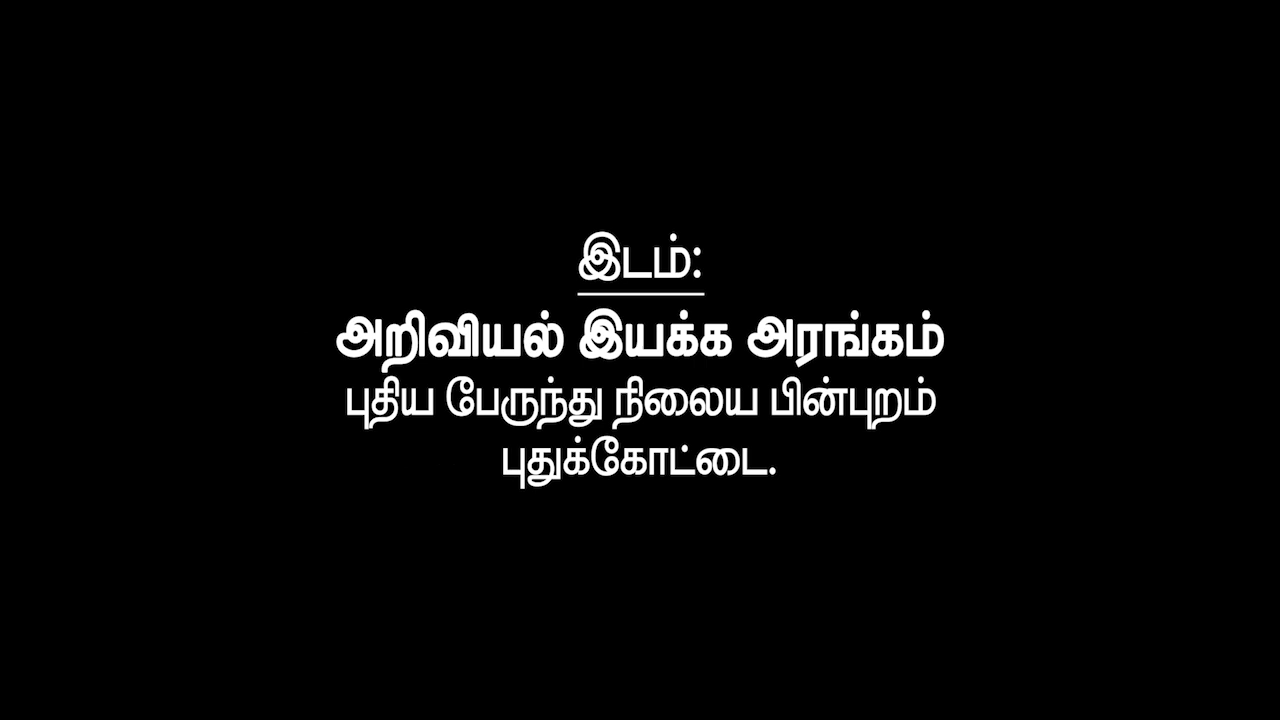 இடம்:
அறிவியல் இயக்க அரங்கம்
புதிய பேருந்து நிலைய பின்புறம்
புதுக்கோட்டை.